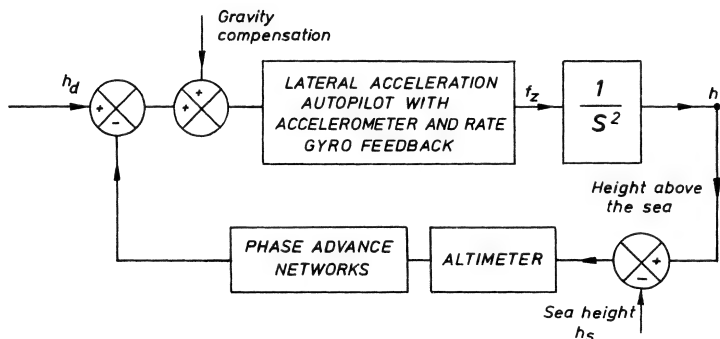 Gravity
compensation
h_d
+
-
+
+
LATERAL ACCELERATION
AUTOPILOT WITH
ACCELEROMETER AND RATE
GYRO FEEDBACK
f_z
1
S²
h
Height above
the sea
PHASE ADVANCE
NETWORKS
ALTIMETER
+
-
Sea height
h_s